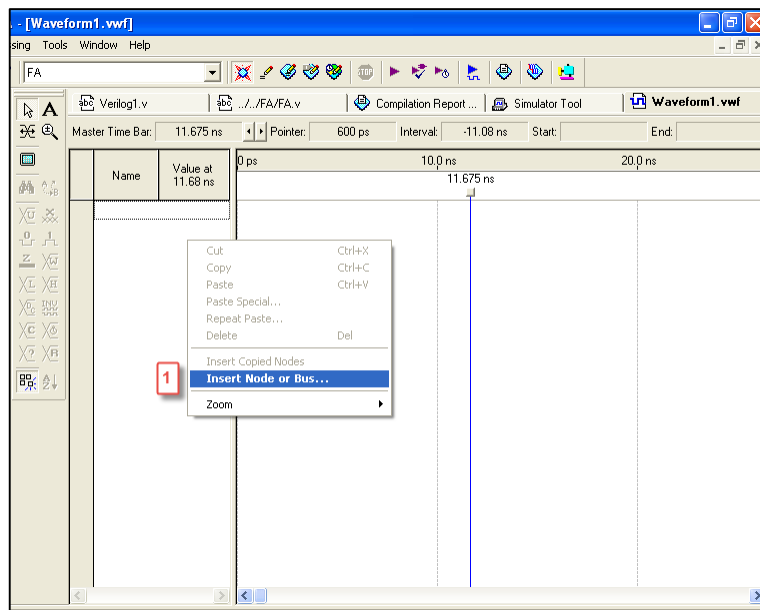 . - [Waveform1.vwf]
sing Tools Window Help
FA
STOP
A
abc Verilog1.v
abc ../../FA/FA.v
Compilation Report ...
Simulator Tool
Waveform1.vwf
Master Time Bar: 11.675 ns Pointer: 600 ps Interval: -11.08 ns Start: End:
Name
Value at
11.68 ns
0 ps 10.0 ns 20.0 ns
11.675 ns
Cut Ctrl+X
Copy Ctrl+C
Paste Ctrl+V
Paste Special...
Repeat Paste...
Delete Del
Insert Copied Nodes
1 Insert Node or Bus...
Zoom